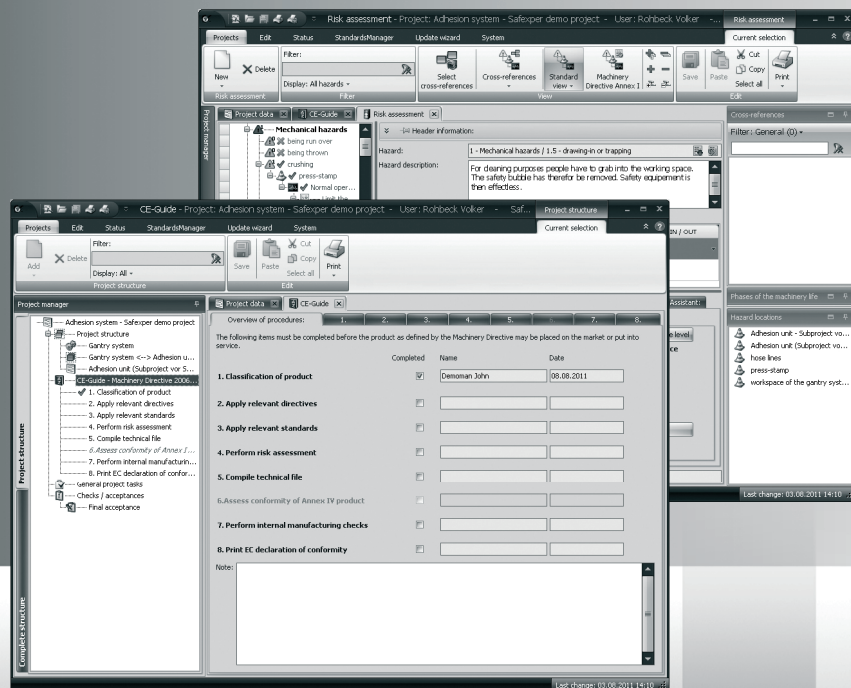 Risk assessment - Project: Adhesion system - Safexper demo project - User: Rohbeck Volker -... Risk assessment
Projects Edit Status StandardsManager Update wizard System Current selection
New
Delete
Risk assessment
Filter:
Display: All hazards
Filter
Select cross-references
Cross-references
Standard view
Machinery Directive Annex I
View
Save
Paste
Cut
Copy
Select all
Print
Edit
Project manager
Project data CE-Guide Risk assessment
Mechanical hazards
being run over
being thrown
crushing
press-stamp
Normal oper...
Limit the
Header information:
Hazard: 1 - Mechanical hazards / 1.5 - drawing-in or trapping
Hazard description: For cleaning purposes people have to grab into the working space.
The safety bubble has therefor be removed. Safety equipement is
then effectless.
EN / OUT
Assistant:
e level
ce
Cross-references
Filter: General (0)
Phases of the machinery life
Hazard locations
Adhesion unit - Subproject vo...
Adhesion unit (Subproject vo...
hose lines
press-stamp
workspace of the gantry syst...
Last change: 03.08.2011 14:10
CE-Guide - Project: Adhesion system - Safexper demo project - User: Rohbeck Volker - Saf... Project structure
Projects Edit Status StandardsManager Update wizard System Current selection
Add
Delete
Filter:
Display: All
Project structure
Save
Paste
Cut
Copy
Select all
Print
Edit
Project manager
Project structure
Complete structure
Adhesion system - Safexper demo project
Project structure
Gantry system
Gantry system <--> Adhesion u...
Adhesion unit (Subproject vor S...
CE-Guide - Machinery Directive 2006...
1. Classification of product
2. Apply relevant directives
3. Apply relevant standards
4. Perform risk assessment
5. Compile technical file
6.Assess conformity of Annex I...
7. Perform internal manufacturin...
8. Print EC declaration of confor...
General project tasks
Checks / acceptances
Final acceptance
Project data CE-Guide
Overview of procedures: 1. 2. 3. 4. 5. 6. 7. 8.
The following items must be completed before the product as defined by the Machinery Directive may be placed on the market or put into
service.
Completed Name Date
1. Classification of product Demoman John 08.08.2011
2. Apply relevant directives
3. Apply relevant standards
4. Perform risk assessment
5. Compile technical file
6.Assess conformity of Annex IV product
7. Perform internal manufacturing checks
8. Print EC declaration of conformity
Note:
Last change: 03.08.2011 14:10